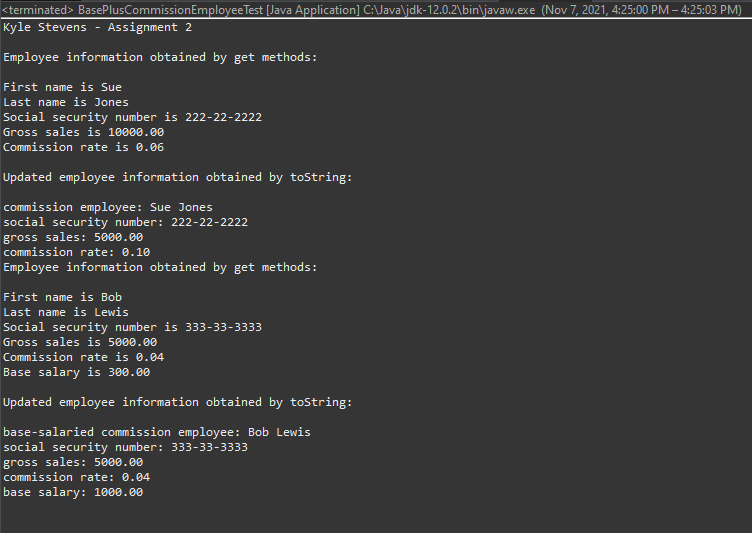 <terminated> BasePlusCommissionEmployeeTest [Java Application] C:\Java\jdk-12.0.2\bin\javaw.exe (Nov 7, 2021, 4:25:00 PM – 4:25:03 PM)
Kyle Stevens - Assignment 2
Employee information obtained by get methods:
First name is Sue
Last name is Jones
Social security number is 222-22-2222
Gross sales is 10000.00
Commission rate is 0.06
Updated employee information obtained by toString:
commission employee: Sue Jones
social security number: 222-22-2222
gross sales: 5000.00
commission rate: 0.10
Employee information obtained by get methods:
First name is Bob
Last name is Lewis
Social security number is 333-33-3333
Gross sales is 5000.00
Commission rate is 0.04
Base salary is 300.00
Updated employee information obtained by toString:
base-salaried commission employee: Bob Lewis
social security number: 333-33-3333
gross sales: 5000.00
commission rate: 0.04
base salary: 1000.00